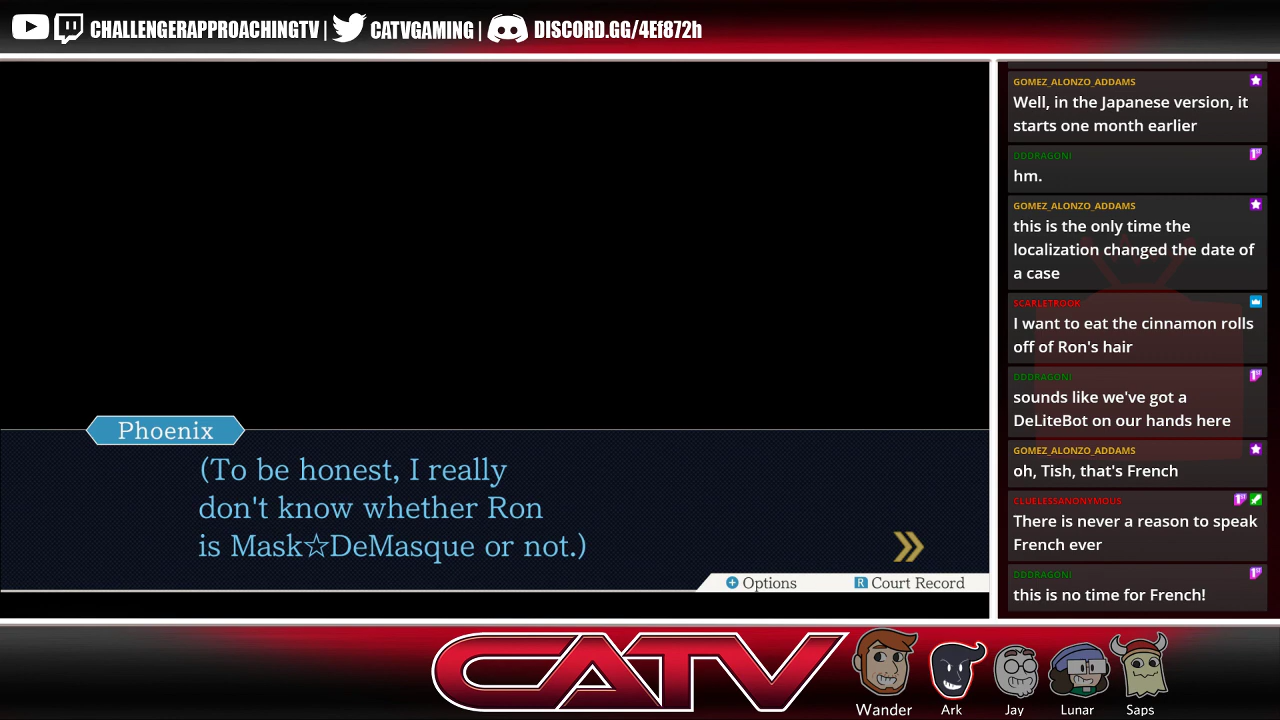 CHALLENGERAPPROACHINGTV | CATVGAMING | DISCORD.GG/4Ef872h
GOMEZ_ALONZO_ADDAMS
Well, in the Japanese version, it
starts one month earlier
DDDRAGONI
hm.
GOMEZ_ALONZO_ADDAMS
this is the only time the
localization changed the date of
a case
SCARLETROOK
I want to eat the cinnamon rolls
off of Ron's hair
DDDRAGONI
sounds like we've got a
DeLiteBot on our hands here
GOMEZ_ALONZO_ADDAMS
oh, Tish, that's French
CLUELESSANONYMOUS
There is never a reason to speak
French ever
DDDRAGONI
this is no time for French!
Phoenix
(To be honest, I really
don't know whether Ron
is Mask☆DeMasque or not.)
Options
R Court Record
CATV
Wander
Ark
Jay
Lunar
Saps